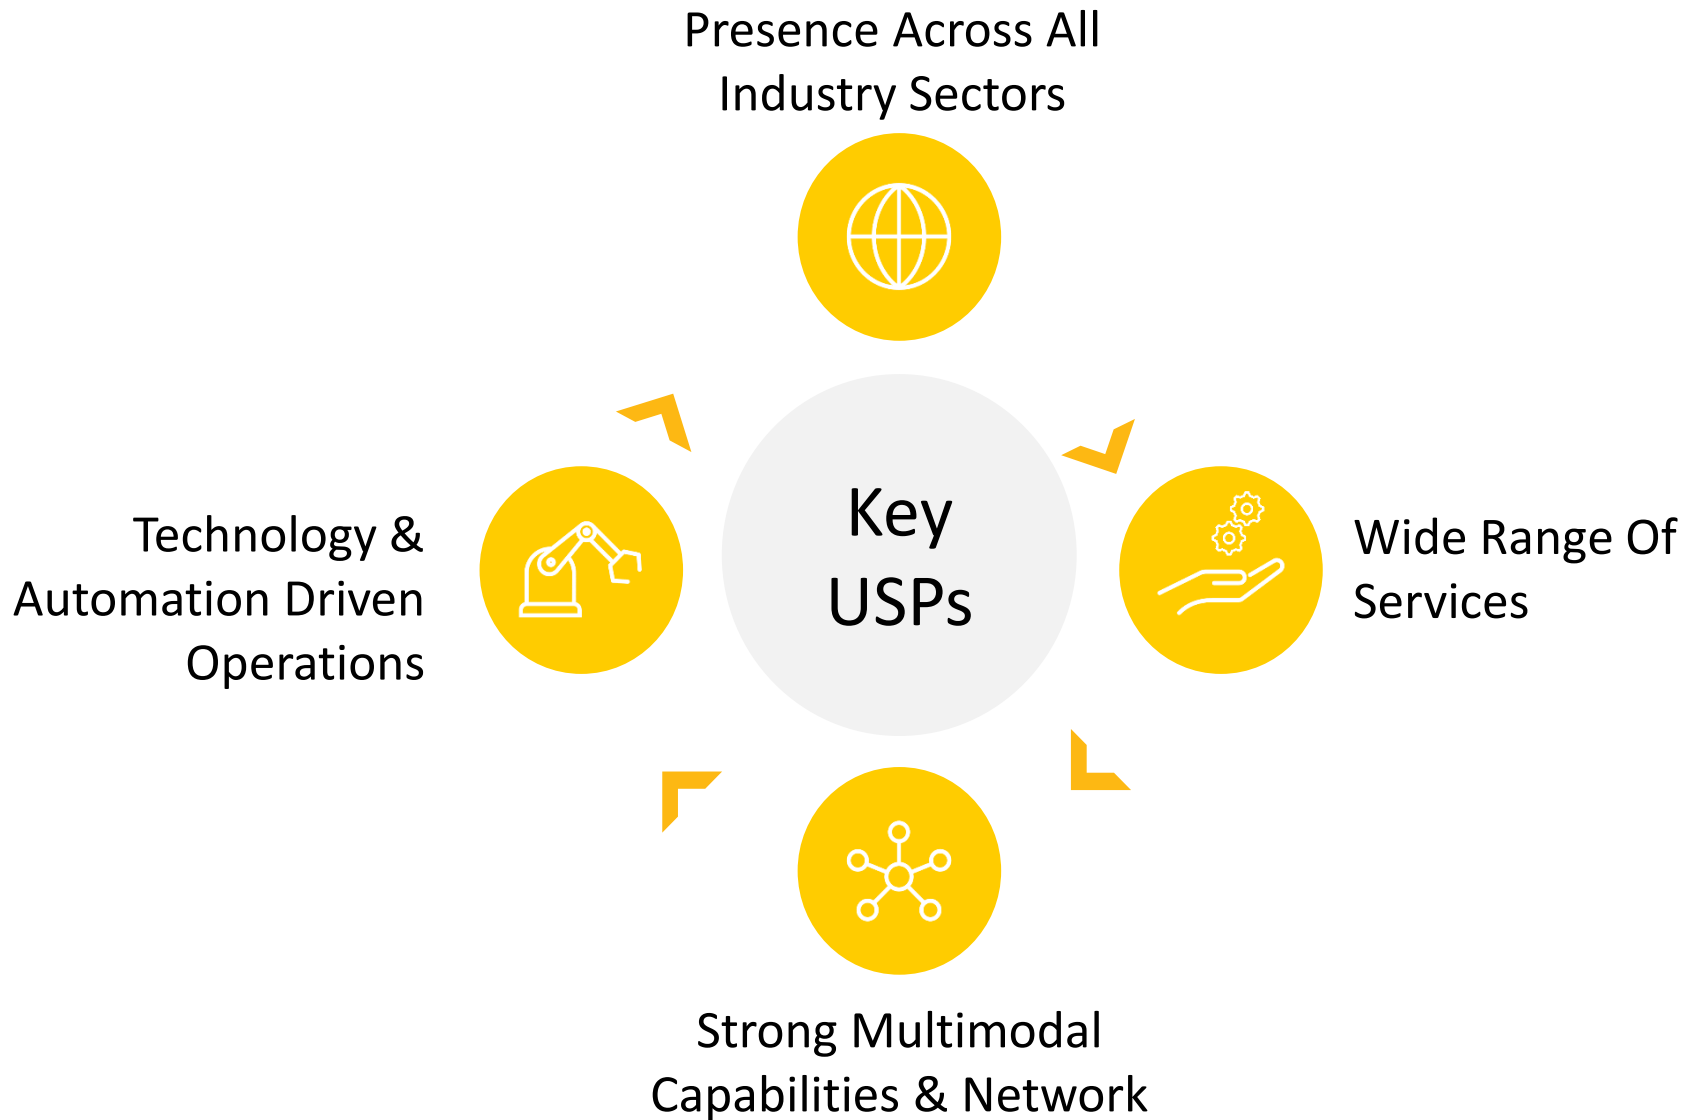 Presence Across All
Industry Sectors
Key
USPs
Technology &
Automation Driven
Operations
Wide Range Of
Services
Strong Multimodal
Capabilities & Network